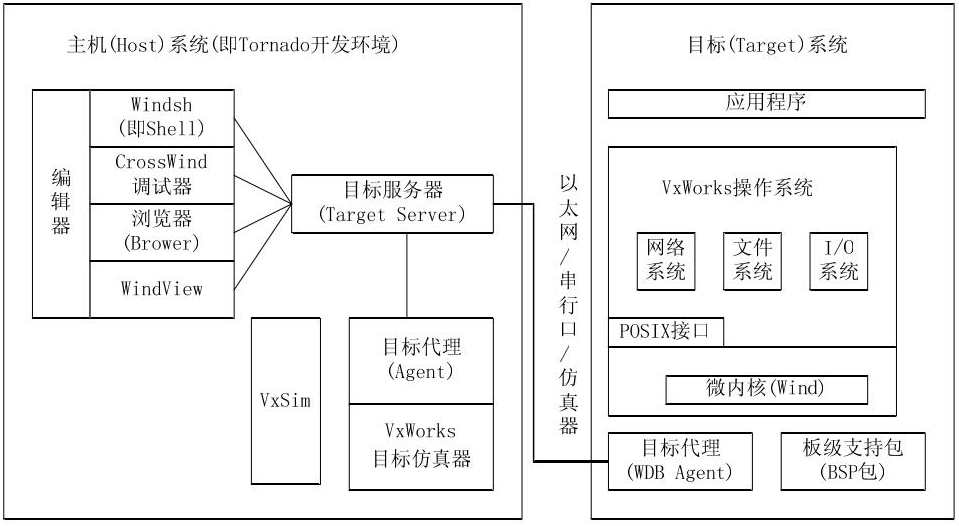 主机(Host)系统(即Tornado开发环境)
编辑器
Windsh
(即Shell)
CrossWind
调试器
浏览器
(Brower)
WindView
目标服务器
(Target Server)
VxSim
目标代理
(Agent)
VxWorks
目标仿真器
以太网/串行口/仿真器
目标(Target)系统
应用程序
VxWorks操作系统
网络
系统
文件
系统
I/O
系统
POSIX接口
微内核(Wind)
目标代理
(WDB Agent)
板级支持包
(BSP包)